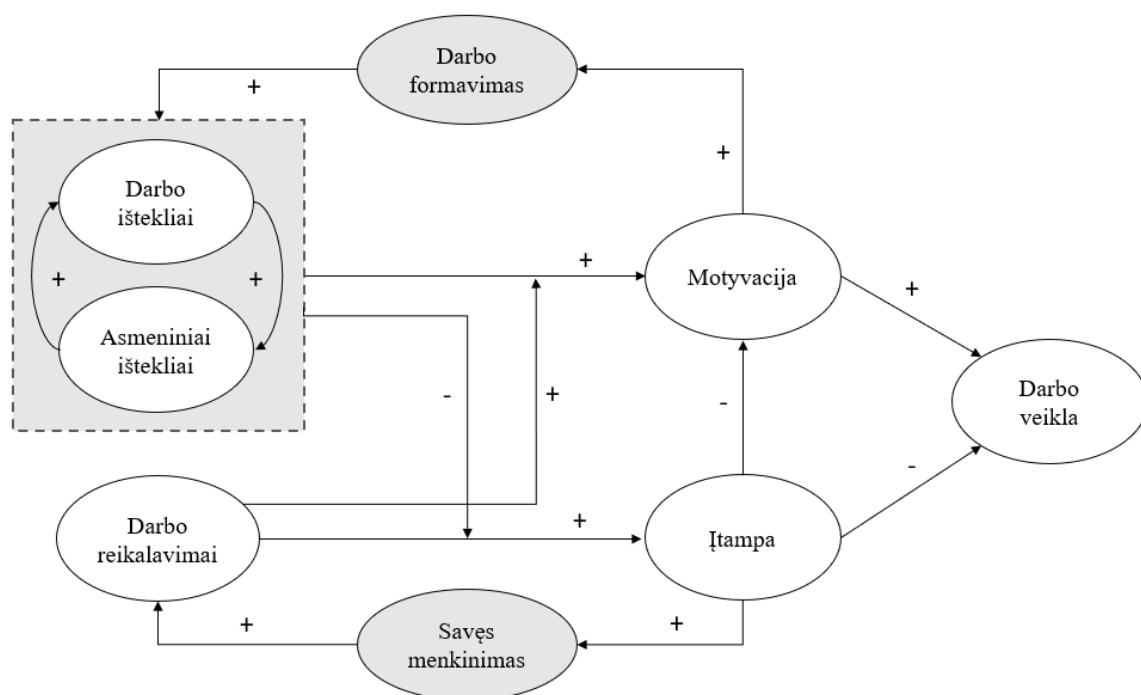 Darbo
formavimas
+
+
Darbo
ištekliai
+
+
+
Motyvacija
Asmeniniai
ištekliai
+
-
+
-
Darbo
veikla
-
Darbo
reikalavimai
+
Įtampa
+
Savęs
menkinimas
+